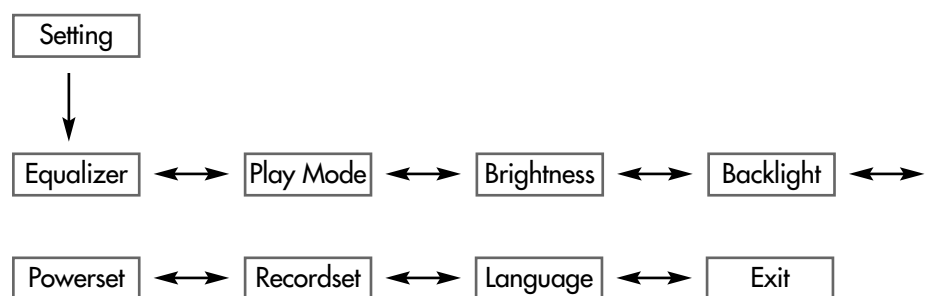 Setting
Equalizer Play Mode Brightness Backlight
Powerset Recordset Language Exit